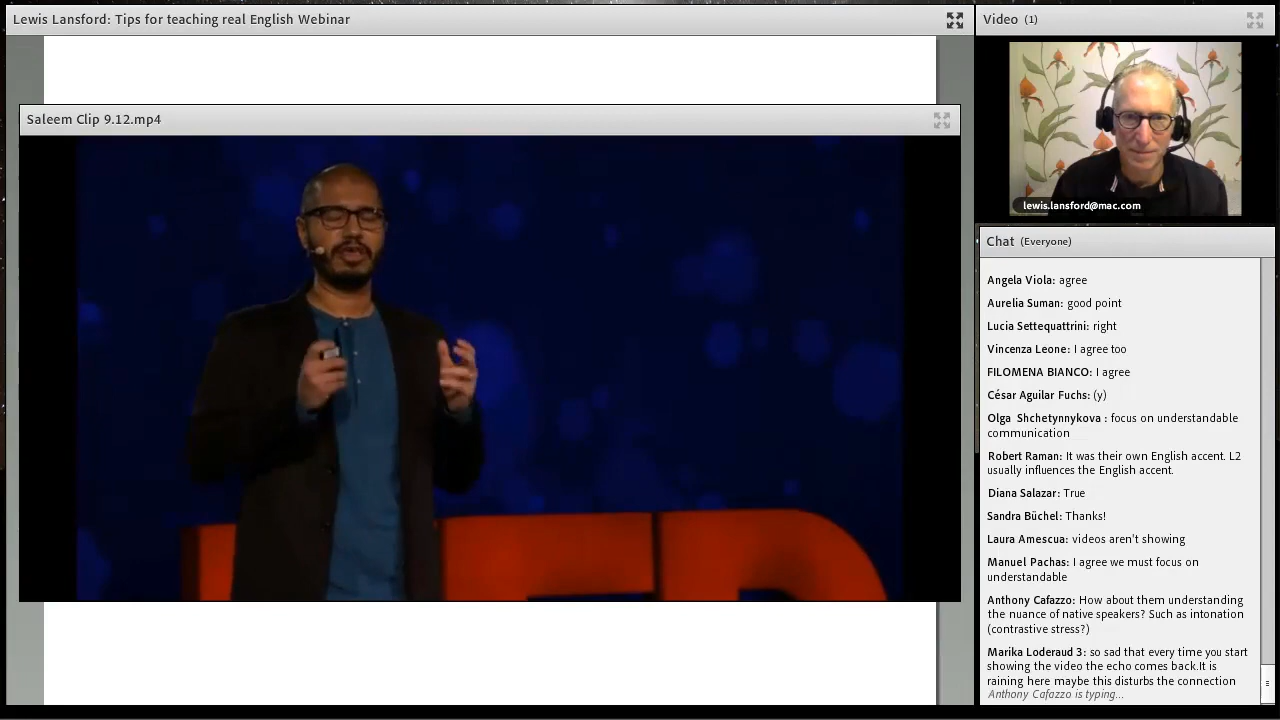 Lewis Lansford: Tips for teaching real English Webinar
Saleem Clip 9.12.mp4
TED
Video (1)
lewis.lansford@mac.com
Chat (Everyone)
Angela Viola: agree
Aurelia Suman: good point
Lucia Settequattrini: right
Vincenza Leone: I agree too
FILOMENA BIANCO: I agree
César Aguilar Fuchs: (y)
Olga Shchetynnykova : focus on understandable
communication
Robert Raman: It was their own English accent. L2
usually influences the English accent.
Diana Salazar: True
Sandra Büchel: Thanks!
Laura Amescua: videos aren't showing
Manuel Pachas: I agree we must focus on
understandable
Anthony Cafazzo: How about them understanding
the nuance of native speakers? Such as intonation
(contrastive stress?)
Marika Loderaud 3: so sad that every time you start
showing the video the echo comes back.It is
raining here maybe this disturbs the connection
Anthony Cafazzo is typing...